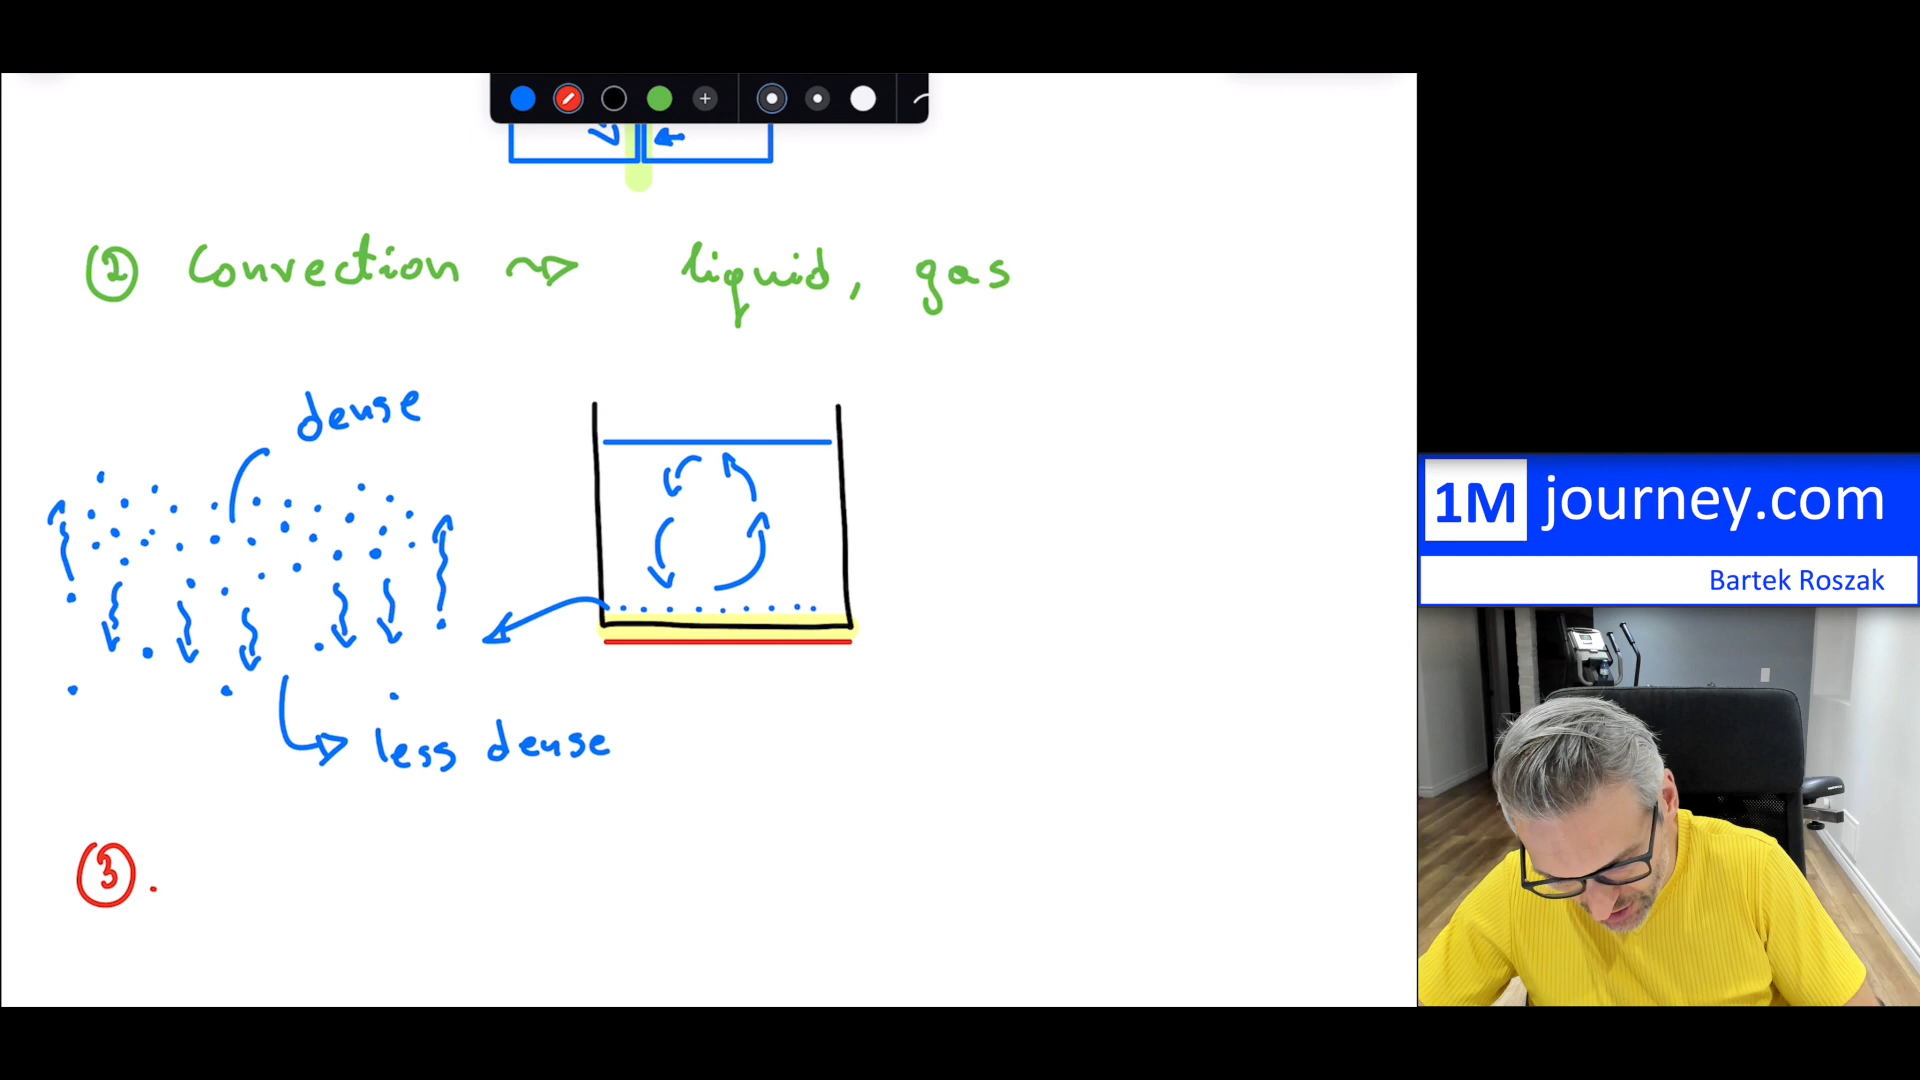 ② Convection ⇝ liquid, gas
dense
less dense
③.
1M journey.com
Bartek Roszak